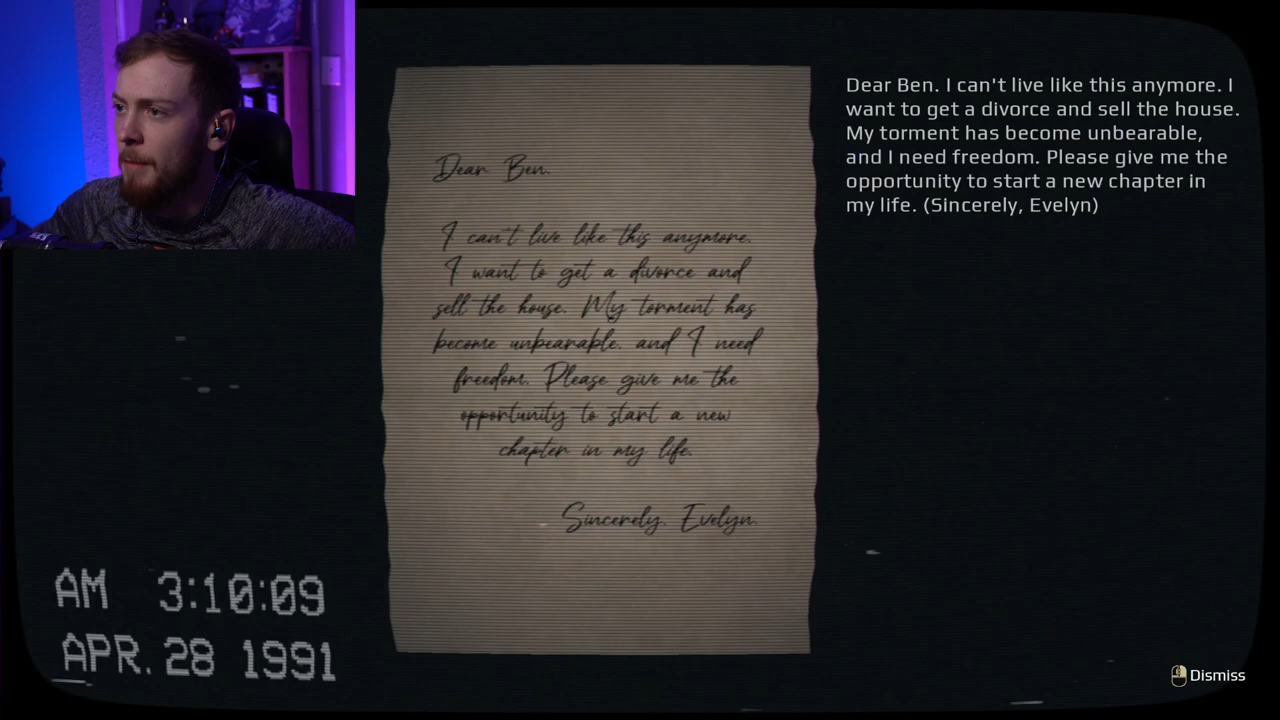 Dear Ben.
I can't live like this anymore.
I want to get a divorce and
sell the house. My torment has
become unbearable, and I need
freedom. Please give me the
opportunity to start a new
chapter in my life.
Sincerely, Evelyn.
Dear Ben. I can't live like this anymore. I
want to get a divorce and sell the house.
My torment has become unbearable,
and I need freedom. Please give me the
opportunity to start a new chapter in
my life. (Sincerely, Evelyn)
AM 3:10:09
APR. 28 1991
Dismiss